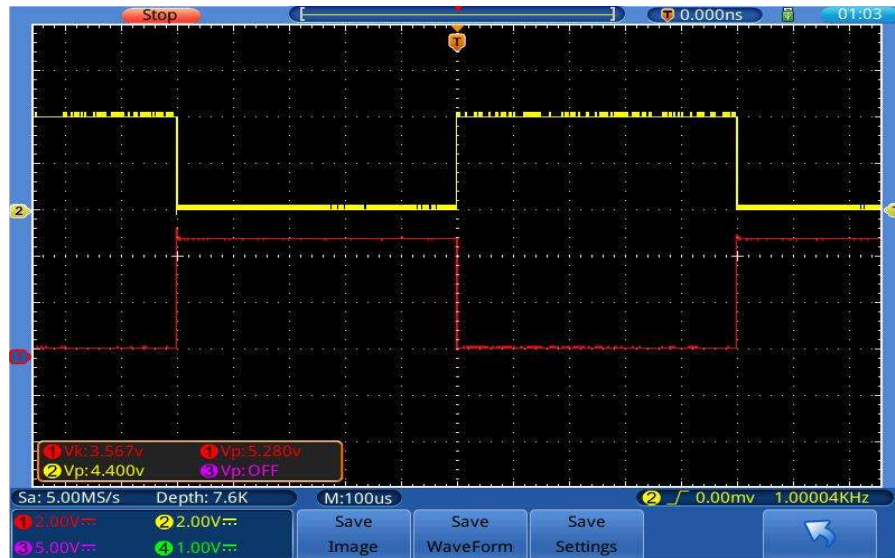 Stop
T 0.000ns
01:03
T
2
1
1 Vk:3.567v 1 Vp:5.280v
2 Vp:4.400v 3 Vp:OFF
Sa: 5.00MS/s Depth: 7.6K M:100us 2 0.00mv 1.00004KHz
1 2.00V 2 2.00V
3 5.00V 4 1.00V
Save
Image
Save
WaveForm
Save
Settings